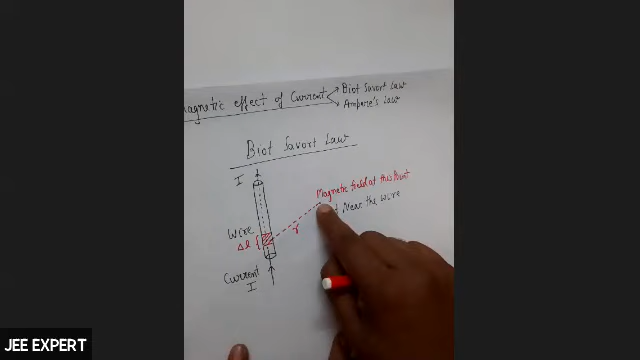 Magnetic effect of Current
Biot Savort Law
Ampere's Law
Biot Savort Law
I
Magnetic field at this Point
Near the wire
Wire
Δl
r
Current
I
JEE EXPERT